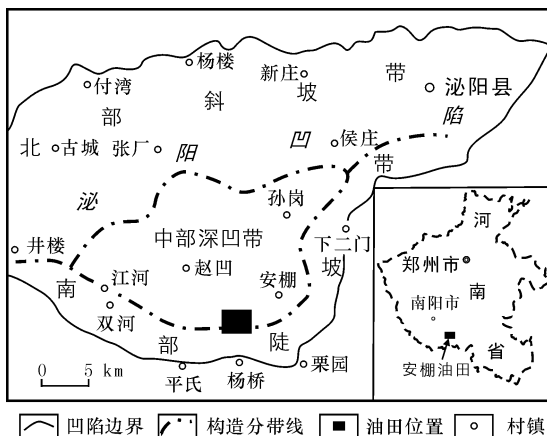 杨楼
新庄
带
付湾
斜
坡
泌阳县
部
陷
北
古城
张厂
阳
凹
侯庄
带
泌
孙岗
中部深凹带
下二门
井楼
赵凹
坡
江河
安棚
南
双河
部
陡
栗园
平氏
杨桥
0 5 km
河
郑州市
南
南阳市
省
安棚油田
凹陷边界
构造分带线
油田位置
村镇